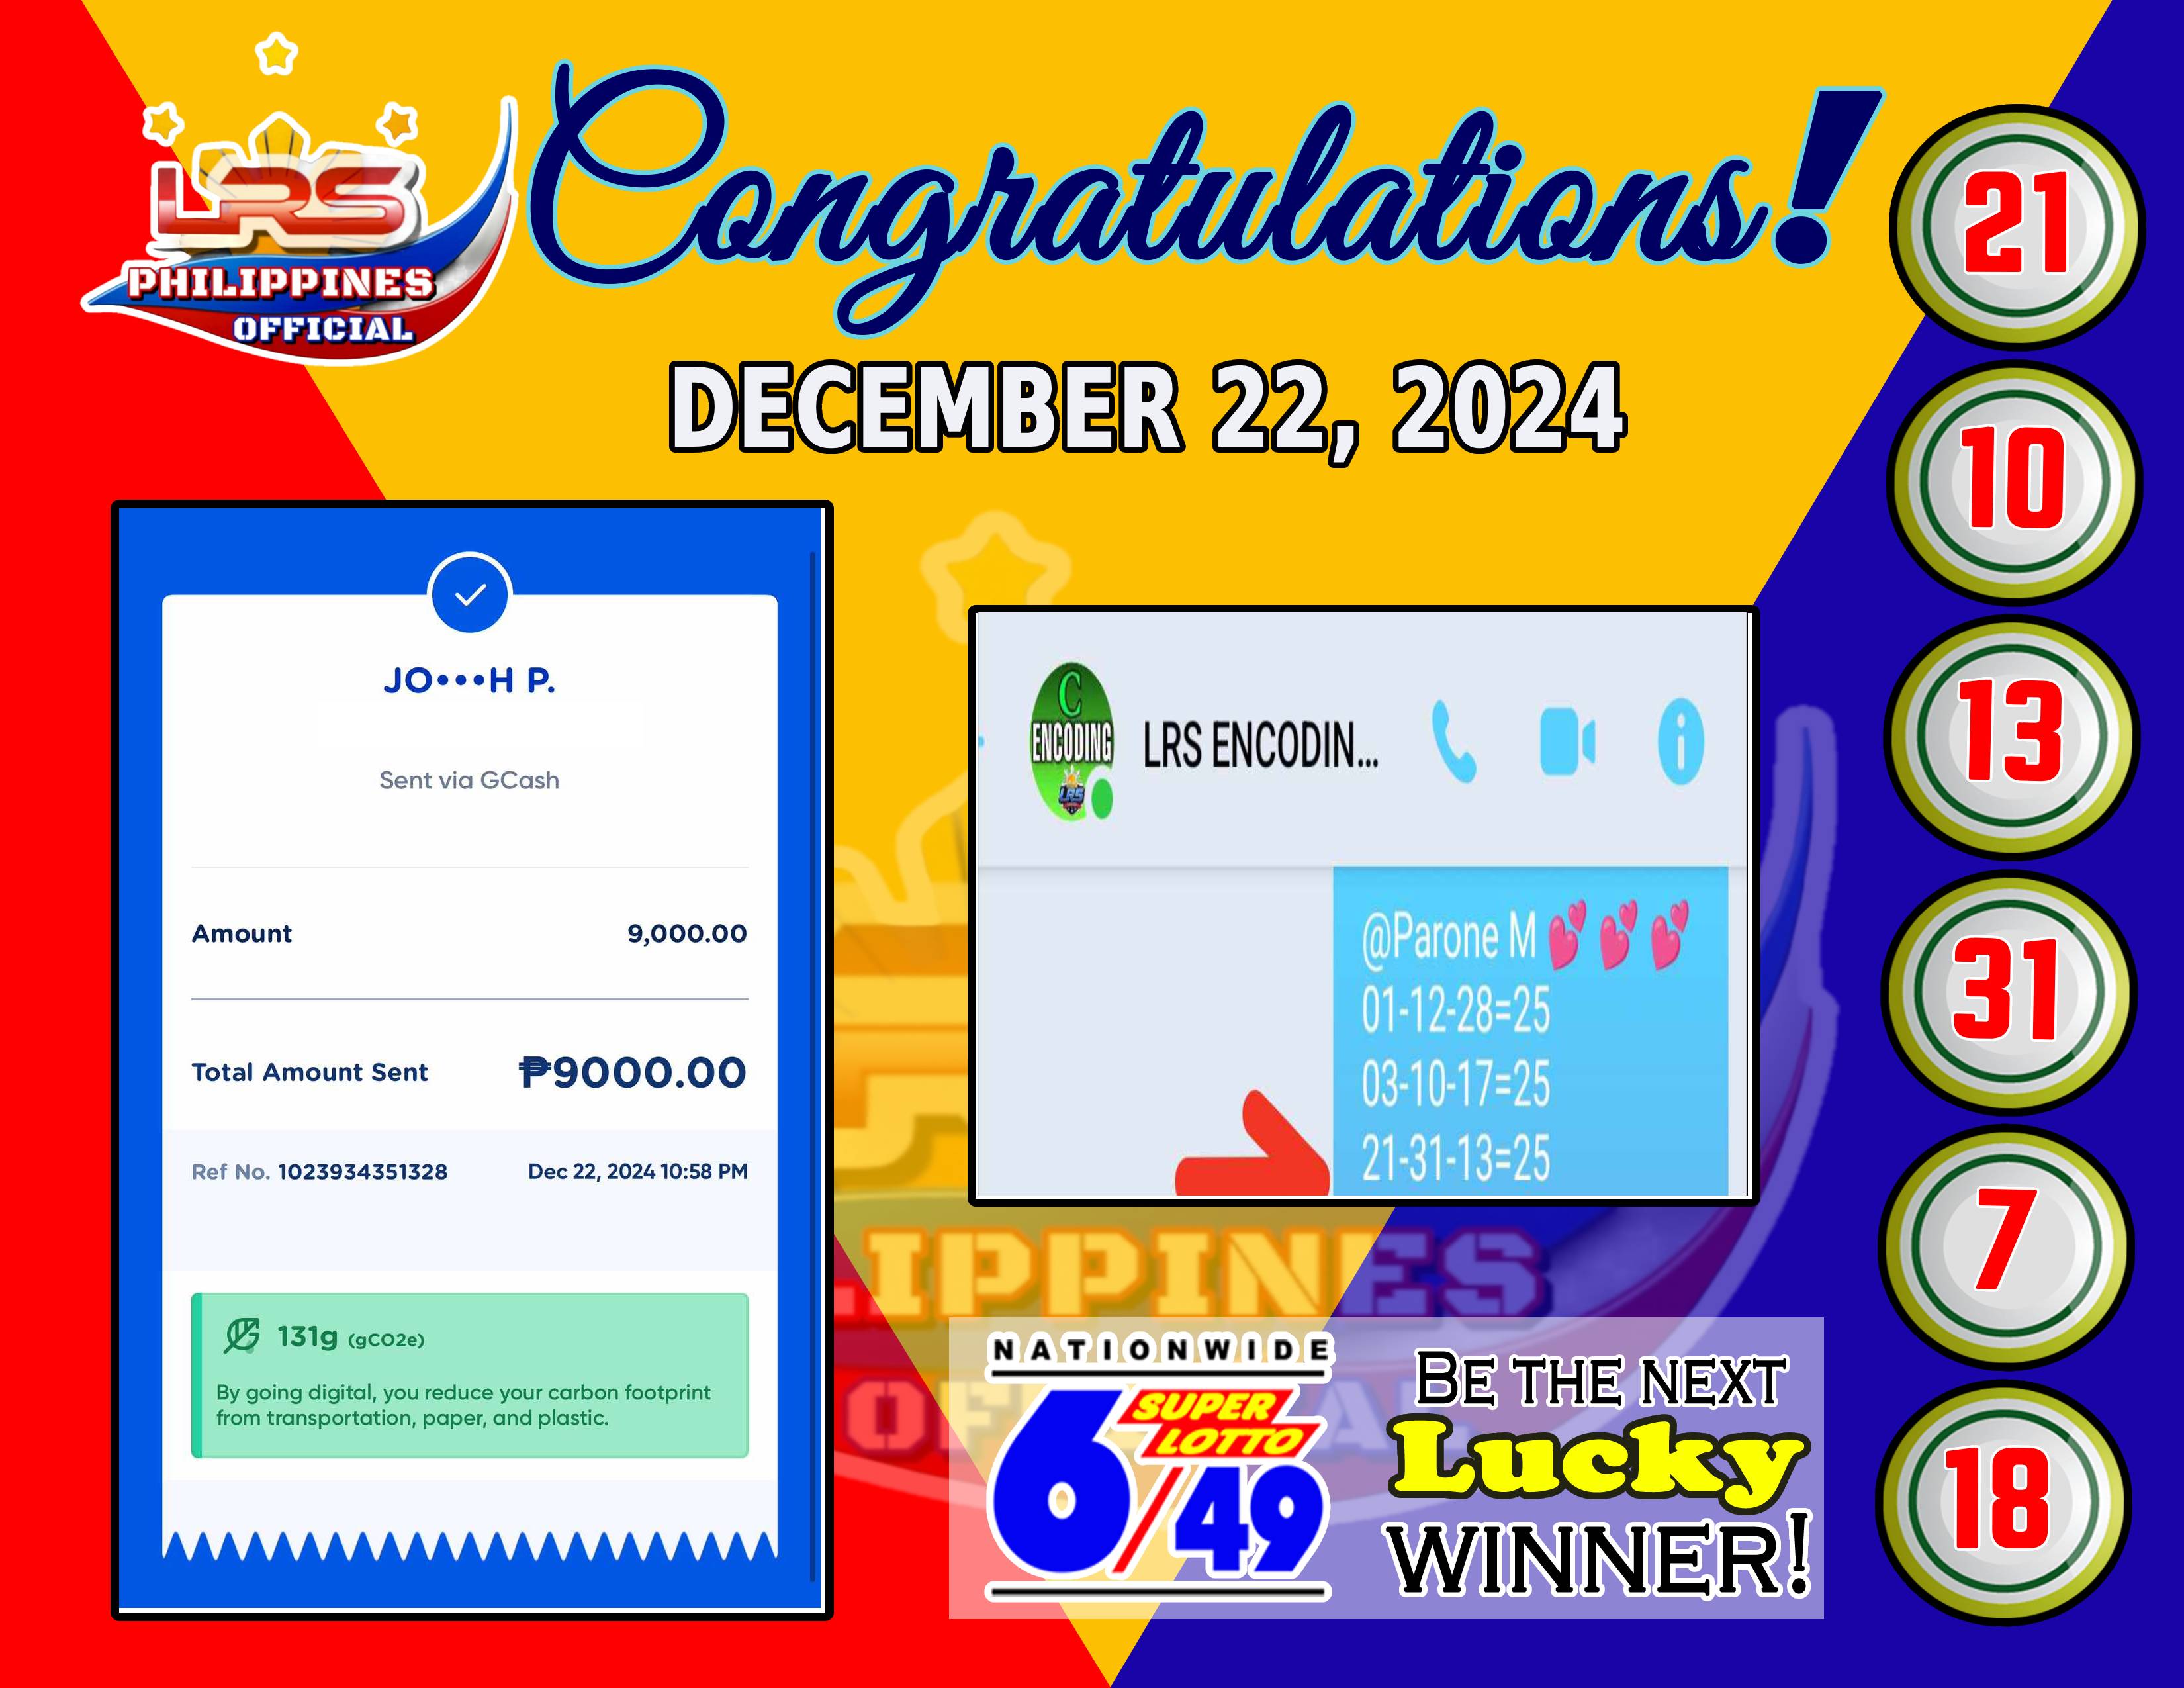 LRS
PHILIPPINES
OFFICIAL
Congratulations!
DECEMBER 22, 2024
JO•••H P.
Sent via GCash
Amount 9,000.00
Total Amount Sent ₱9000.00
Ref No. 1023934351328 Dec 22, 2024 10:58 PM
131g (gCO2e)
By going digital, you reduce your carbon footprint
from transportation, paper, and plastic.
C
ENCODING
LRS
LRS ENCODIN...
@Parone M 💕 💕 💕
01-12-28=25
03-10-17=25
21-31-13=25
LIPPINES
NATIONWIDE
SUPER
LOTTO
6/49
BE THE NEXT
Lucky
WINNER!
21
10
13
31
7
18